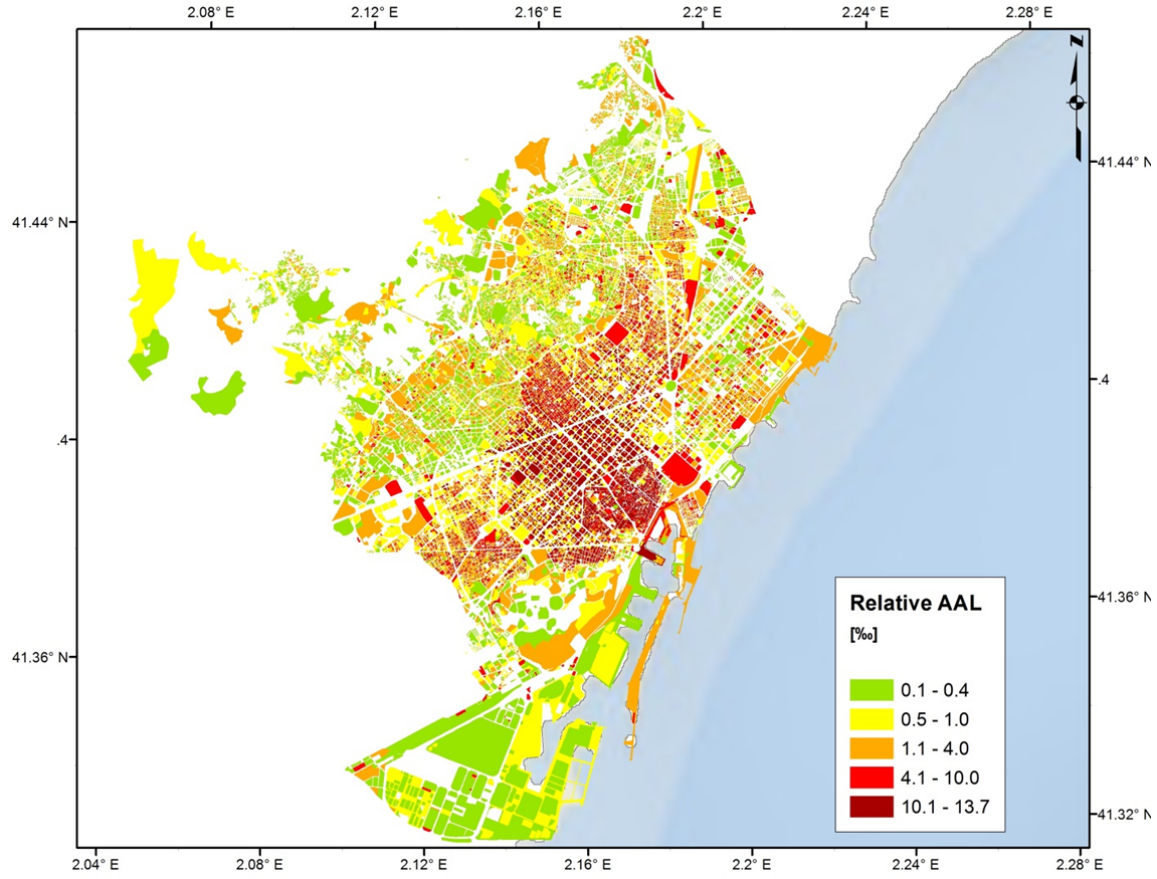 2.08° E 2.12° E 2.16° E 2.2° E 2.24° E 2.28° E
N
41.44° N
41.44° N
.4
.4
41.36° N
41.36° N
41.32° N
Relative AAL
[‰]
0.1 - 0.4
0.5 - 1.0
1.1 - 4.0
4.1 - 10.0
10.1 - 13.7
2.04° E 2.08° E 2.12° E 2.16° E 2.2° E 2.24° E 2.28° E